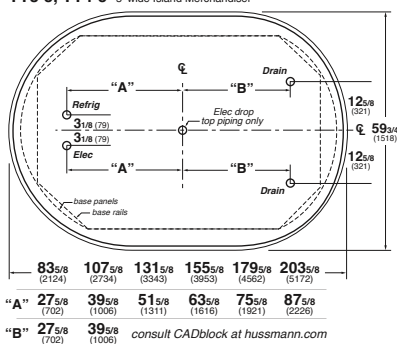 5' wide Island Merchandiser
℄
Drain
"A" "B"
Refrig
3 1/8 (79)
Elec drop
top piping only
12 5/8
(321)
℄ 59 3/4
(1518)
3 1/8 (79)
Elec
12 5/8
(321)
"A" "B"
Drain
base panels
base rails
83 5/8 107 5/8 131 5/8 155 5/8 179 5/8 203 5/8
(2124) (2734) (3343) (3953) (4562) (5172)
"A" 27 5/8 39 5/8 51 5/8 63 5/8 75 5/8 87 5/8
(702) (1006) (1311) (1616) (1921) (2226)
"B" 27 5/8 39 5/8 consult CADblock at hussmann.com
(702) (1006)